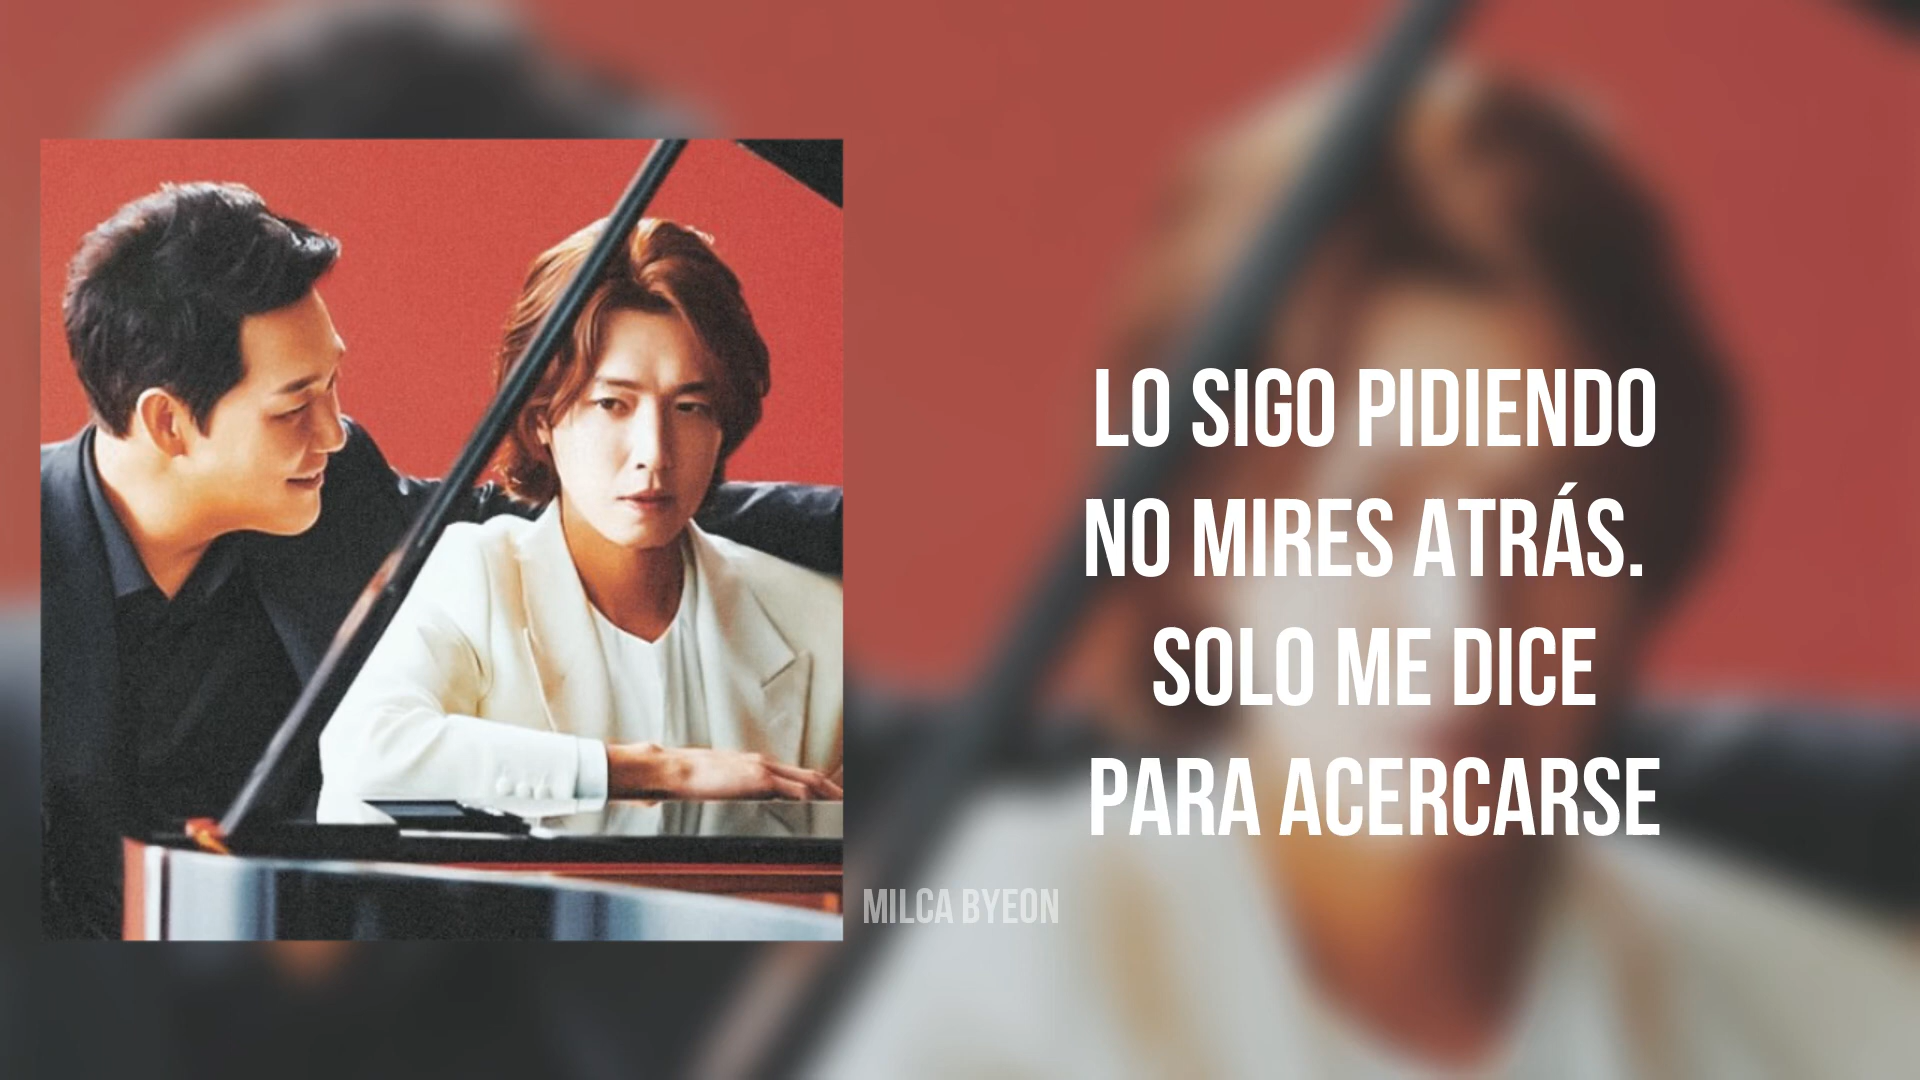 LO SIGO PIDIENDO
NO MIRES ATRÁS.
SOLO ME DICE
PARA ACERCARSE
MILCA BYEON